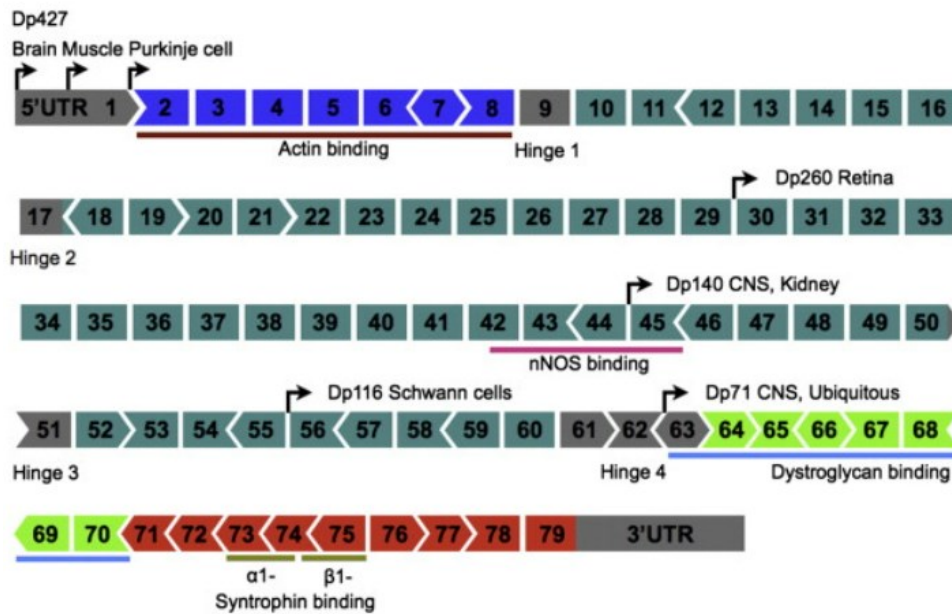 Dp427
Brain Muscle Purkinje cell
5'UTR 1 2 3 4 5 6 7 8 9 10 11 12 13 14 15 16
Actin binding Hinge 1
Dp260 Retina
17 18 19 20 21 22 23 24 25 26 27 28 29 30 31 32 33
Hinge 2
Dp140 CNS, Kidney
34 35 36 37 38 39 40 41 42 43 44 45 46 47 48 49 50
nNOS binding
Dp116 Schwann cells Dp71 CNS, Ubiquitous
51 52 53 54 55 56 57 58 59 60 61 62 63 64 65 66 67 68
Hinge 3 Hinge 4 Dystroglycan binding
69 70 71 72 73 74 75 76 77 78 79 3'UTR
α1- β1-
Syntrophin binding